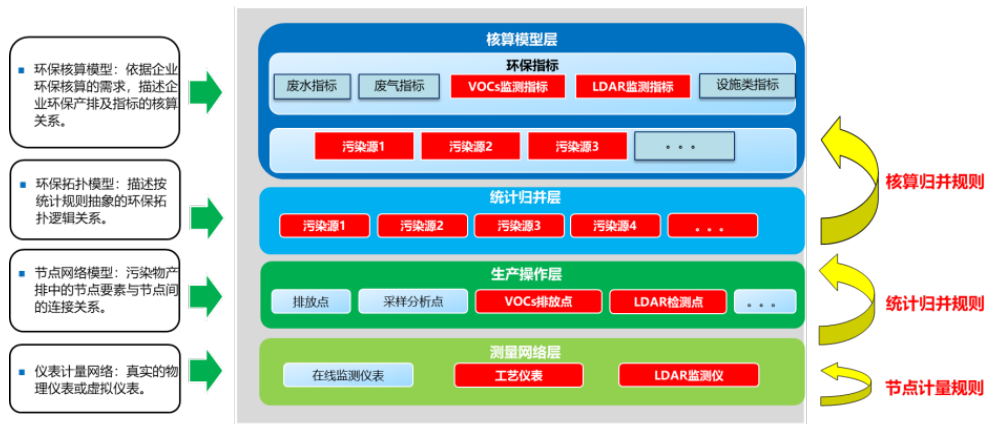 环保核算模型：依据企业
环保核算的需求，描述企
业环保产排及指标的核算
关系。
环保拓扑模型：描述按
统计规则抽象的环保拓
扑逻辑关系。
节点网络模型：污染物产
排中的节点要素与节点间
的连接关系。
仪表计量网络：真实的物
理仪表或虚拟仪表。
核算模型层
环保指标
废水指标 废气指标 VOCs监测指标 LDAR监测指标 设施类指标
污染源1 污染源2 污染源3 。。。
统计归并层
污染源1 污染源2 污染源3 污染源4 。。。
生产操作层
排放点 采样分析点 VOCs排放点 LDAR检测点 。。。
测量网络层
在线监测仪表 工艺仪表 LDAR监测仪
核算归并规则
统计归并规则
节点计量规则